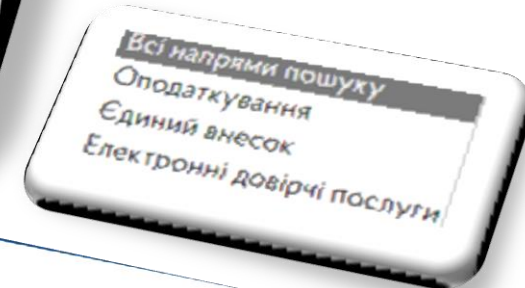 Всі напрями пошуку
Оподаткування
Єдиний внесок
Електронні довірчі послуги